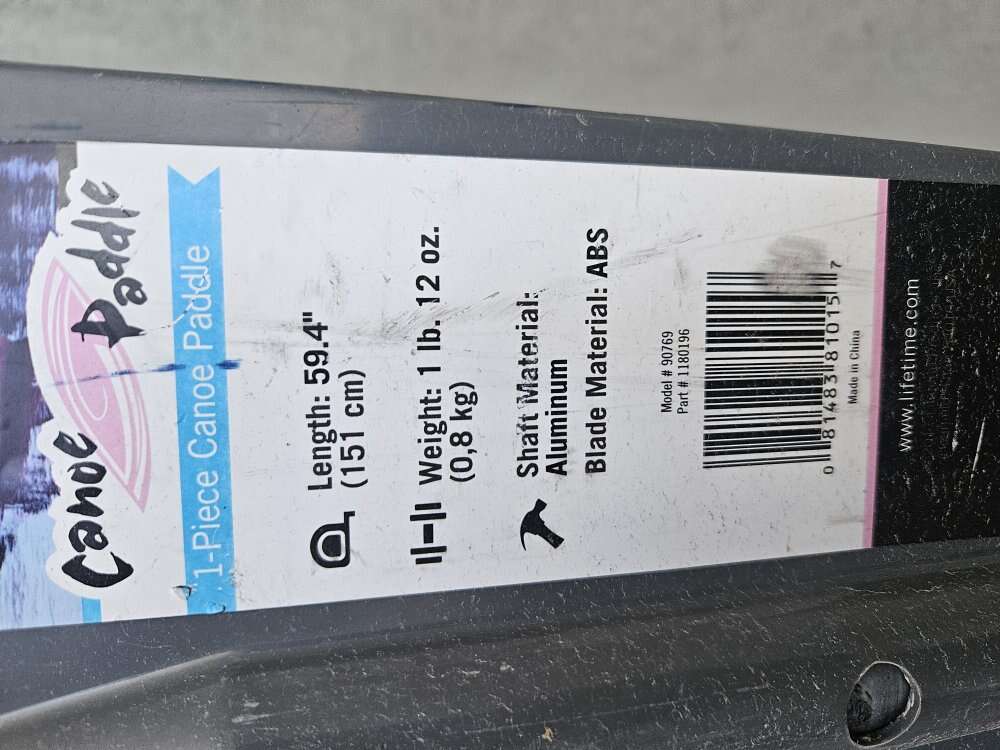 Canoe Paddle
1-Piece Canoe Paddle
Length: 59.4"
(151 cm)
Weight: 1 lb. 12 oz.
(0,8 kg)
Shaft Material:
Aluminum
Blade Material: ABS
Model # 90769
Part # 1180196
0 81483 81015 7
Made in China
www.lifetime.com